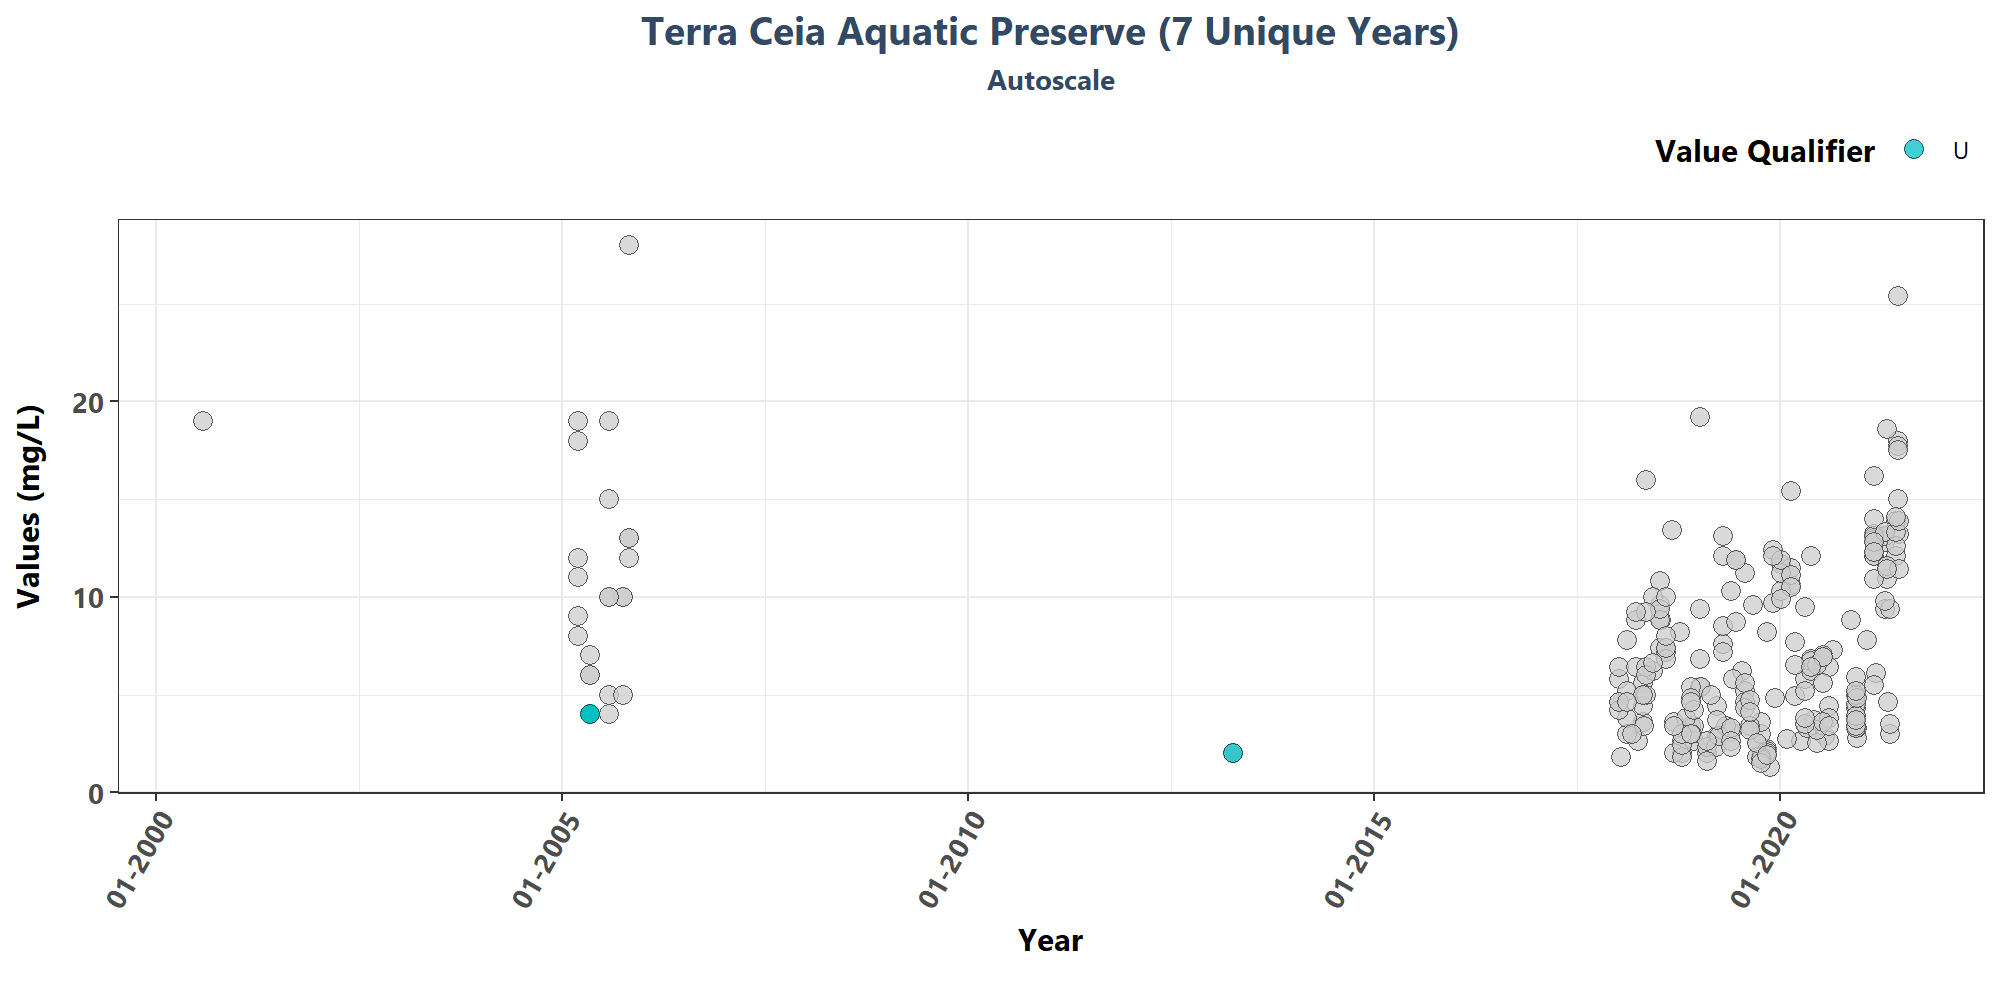 Terra Ceia Aquatic Preserve (7 Unique Years)
Autoscale
Value Qualifier U
Values (mg/L)
20
10
0
01-2000 01-2005 01-2010 01-2015 01-2020
Year